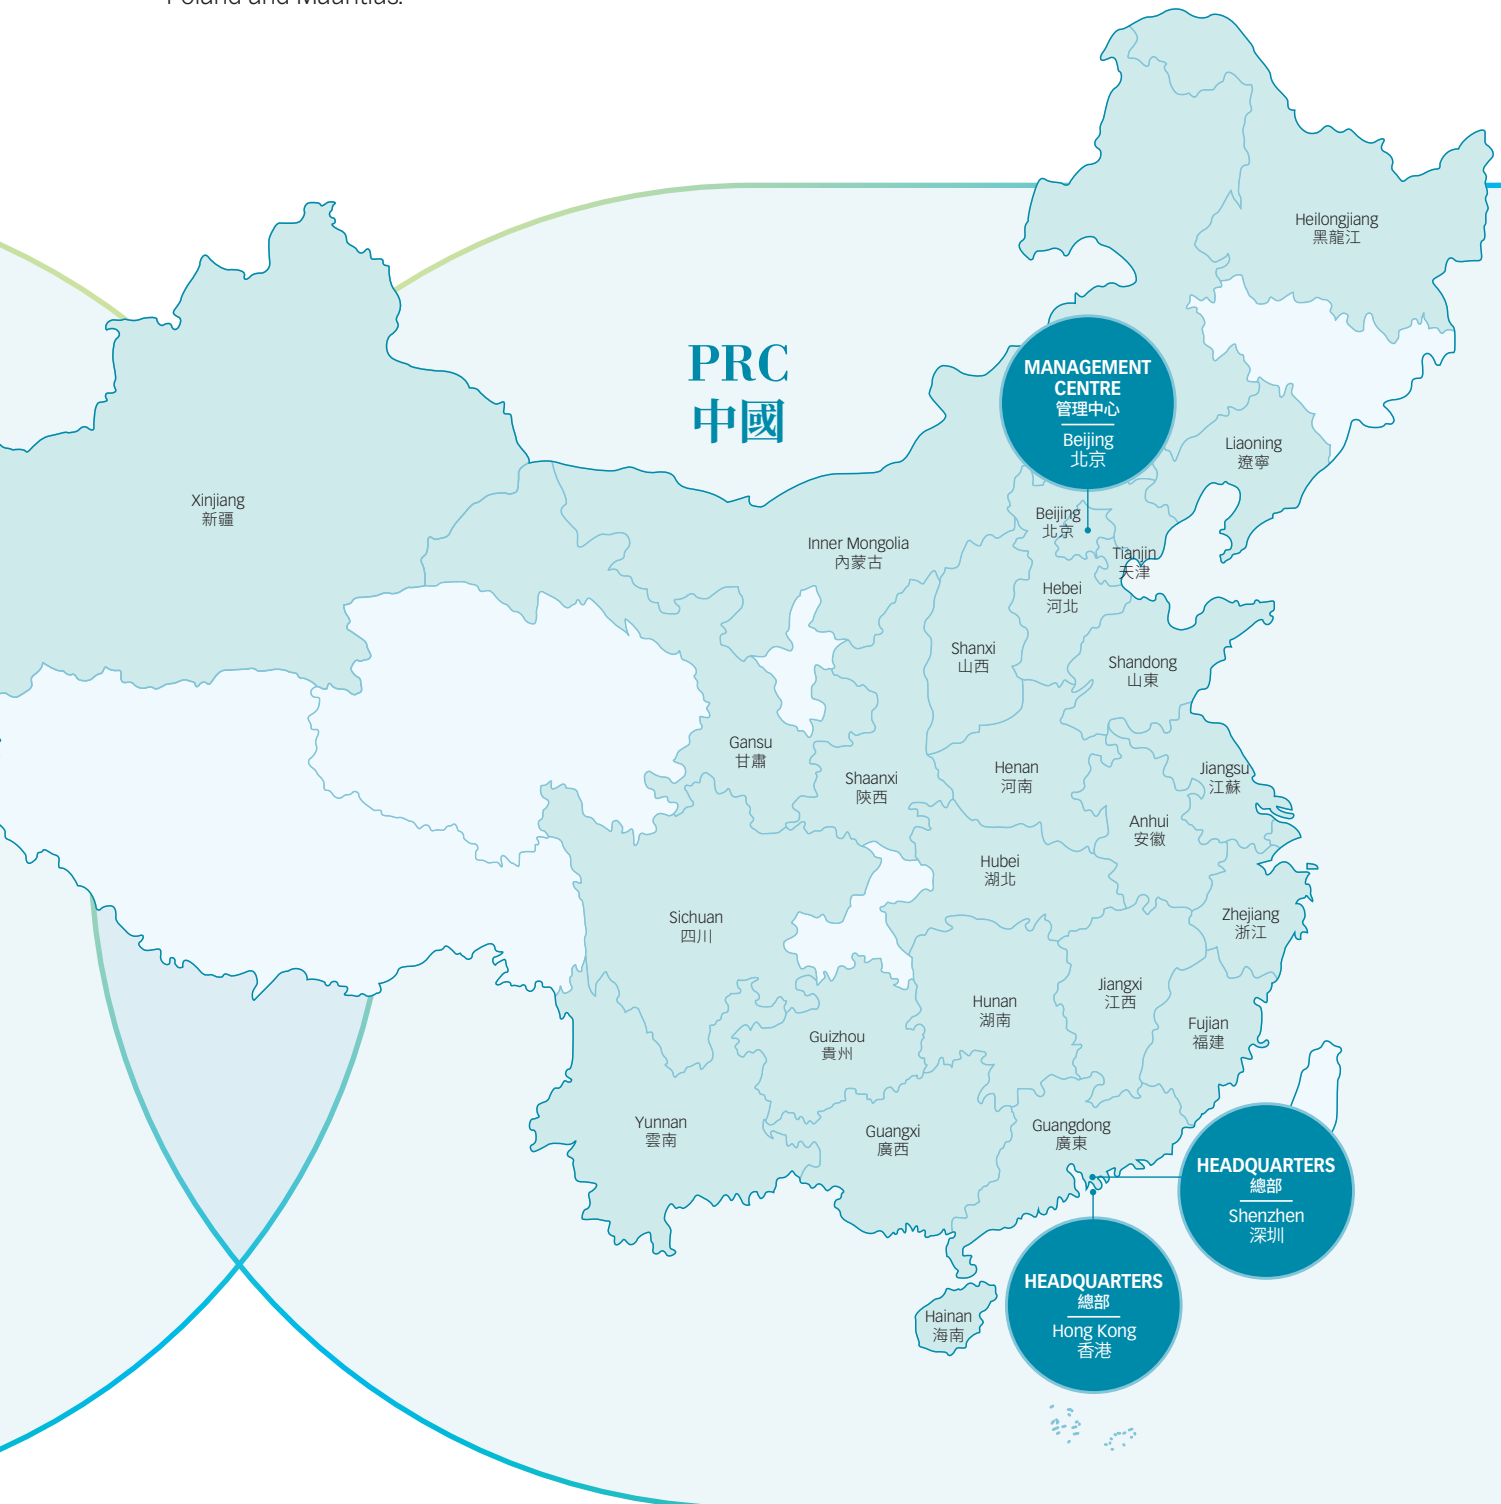 Poland and Mauritius.
Heilongjiang
黑龍江
PRC
中國
MANAGEMENT
CENTRE
管理中心
Beijing
北京
Liaoning
遼寧
Xinjiang
新疆
Beijing
北京
Inner Mongolia
內蒙古
Tianjin
天津
Hebei
河北
Shanxi
山西
Shandong
山東
Gansu
甘肅
Shaanxi
陝西
Henan
河南
Jiangsu
江蘇
Anhui
安徽
Hubei
湖北
Sichuan
四川
Zhejiang
浙江
Jiangxi
江西
Hunan
湖南
Fujian
福建
Guizhou
貴州
Yunnan
雲南
Guangxi
廣西
Guangdong
廣東
HEADQUARTERS
總部
Shenzhen
深圳
HEADQUARTERS
總部
Hong Kong
香港
Hainan
海南